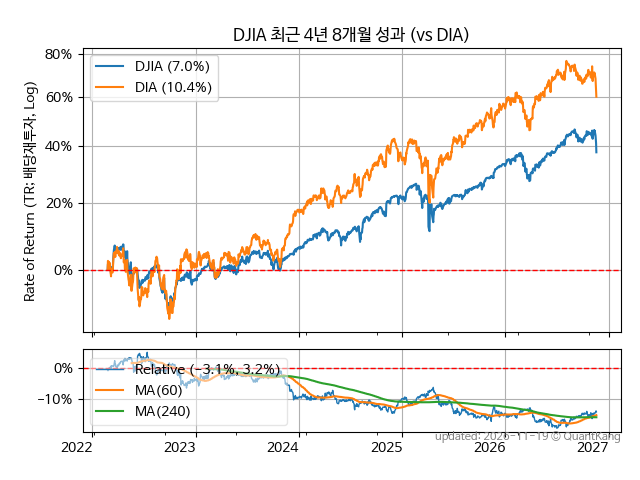 DJIA 최근 4년 8개월 성과 (vs DIA)
Rate of Return (TR: 배당재투자, Log)
80%
60%
40%
20%
0%
DJIA (7.0%)
DIA (10.4%)
0%
−10%
Relative (−3.1%, 3.2%)
MA(60)
MA(240)
updated: 2026-11-19 © QuantKang
2022
2023
2024
2025
2026
2027